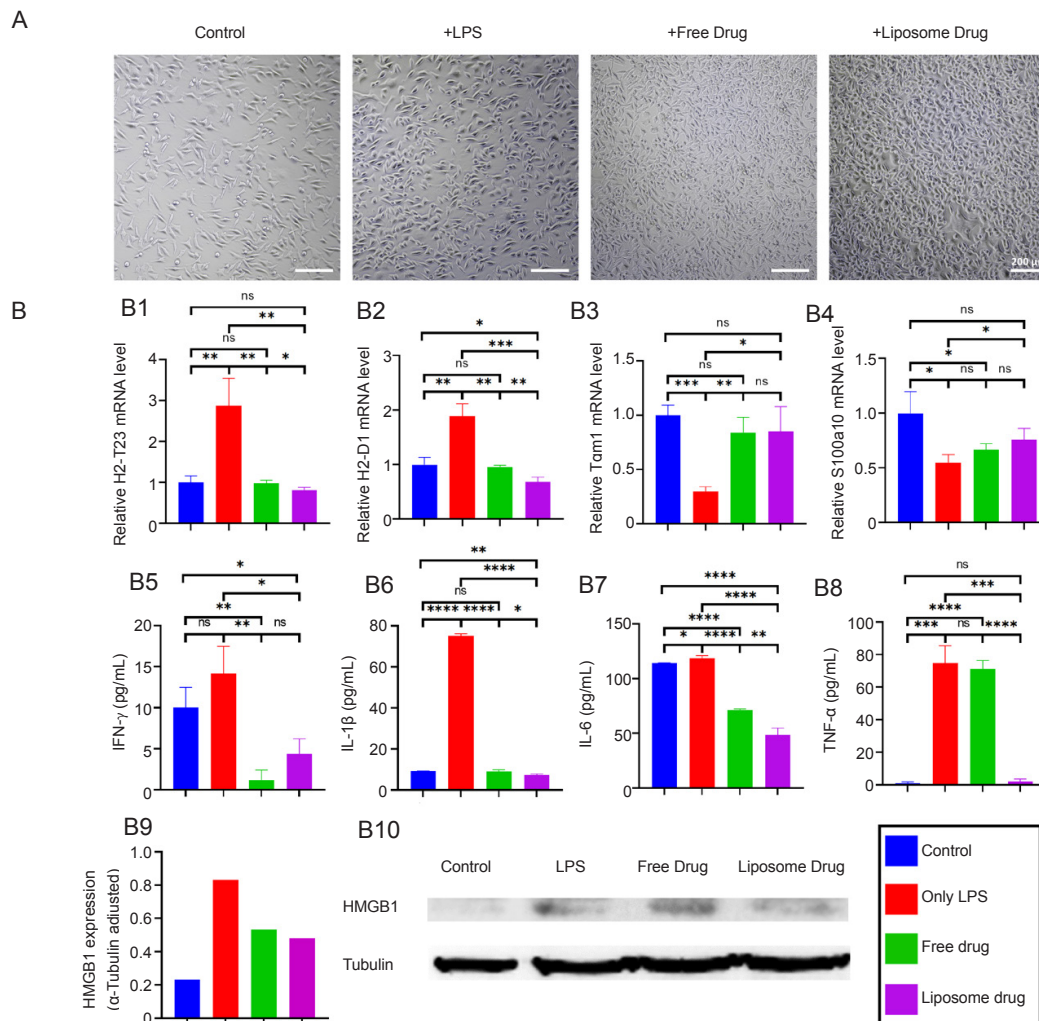 A
Control
+LPS
+Free Drug
+Liposome Drug
200 μ
B
B1
Relative H2-T23 mRNA level
4
3
2
1
0
ns
**
ns
** ** *
B2
Relative H2-D1 mRNA level
3
2
1
0
*
***
ns
** ** **
B3
Relative Tαm1 mRNA level
1.5
1.0
0.5
0
ns
*
ns
*** ** ns
B4
Relative S100a10 mRNA level
1.5
1.0
0.5
0
ns
*
*
* ns ns
B5
IFN-γ (pg/mL)
20
15
10
5
0
*
*
**
ns ** ns
B6
IL-1β (pg/mL)
80
60
40
20
0
**
****
ns
**** **** *
B7
IL-6 (pg/mL)
150
100
50
0
****
****
****
* **** **
B8
TNF-α (pg/mL)
100
80
60
40
20
0
ns
***
****
*** ns ****
B9
HMGB1 expression
(α-Tubulin adiusted)
1.0
0.8
0.6
0.4
0.2
0
B10
Control
LPS
Free Drug
Liposome Drug
HMGB1
Tubulin
Control
Only LPS
Free drug
Liposome drug